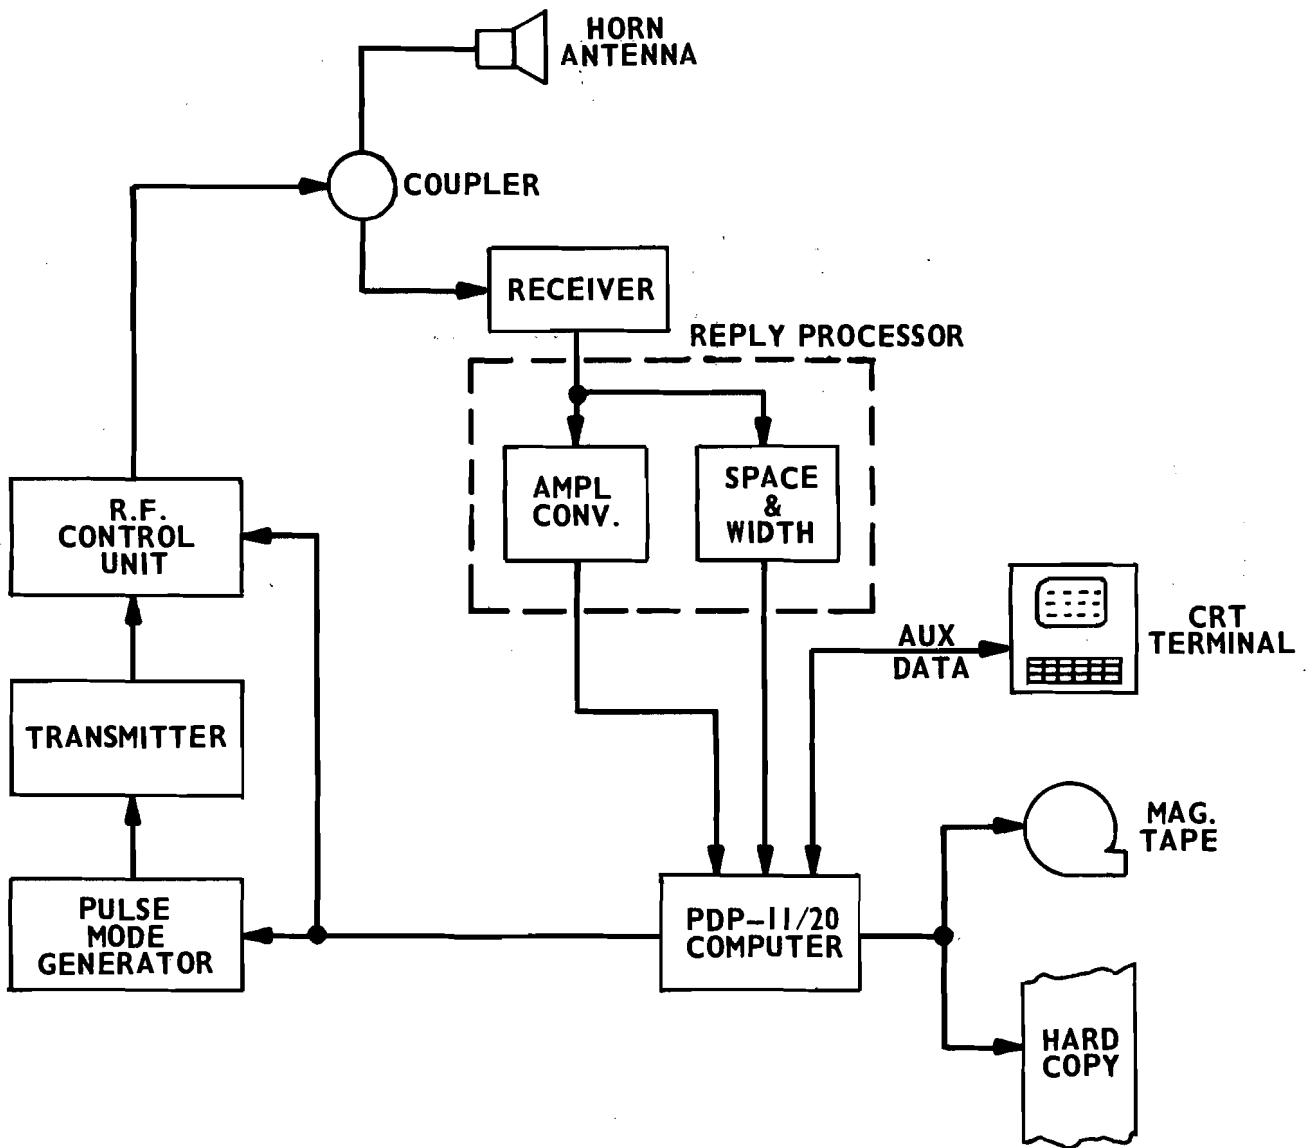 HORN
ANTENNA
COUPLER
RECEIVER
REPLY PROCESSOR
AMPL
CONV.
SPACE
&
WIDTH
R.F.
CONTROL
UNIT
AUX
DATA
CRT
TERMINAL
TRANSMITTER
MAG.
TAPE
PULSE
MODE
GENERATOR
PDP-11/20
COMPUTER
HARD
COPY